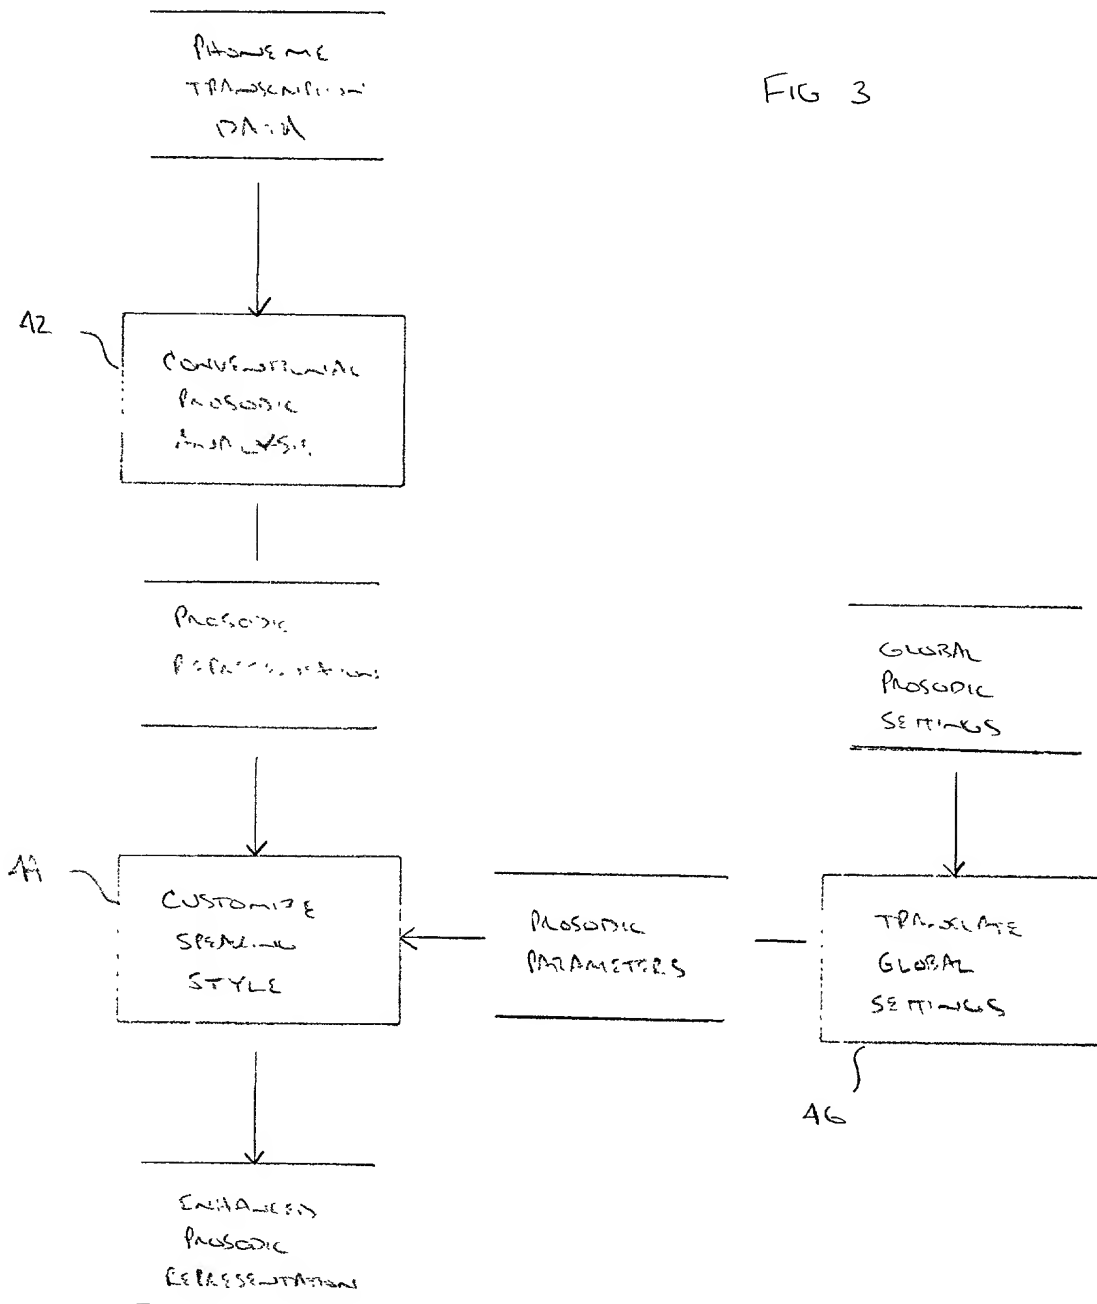 PHONEME
TRANSCRIPTION
DATA
FIG 3
42
CONVENTIONAL
PROSODIC
ANALYSIS
PROSODIC
REPRESENTATIONS
GLOBAL
PROSODIC
SETTINGS
44
CUSTOMIZE
SPEAKING
STYLE
PROSODIC
PARAMETERS
TRANSLATE
GLOBAL
SETTINGS
46
ENHANCED
PROSODIC
REPRESENTATION